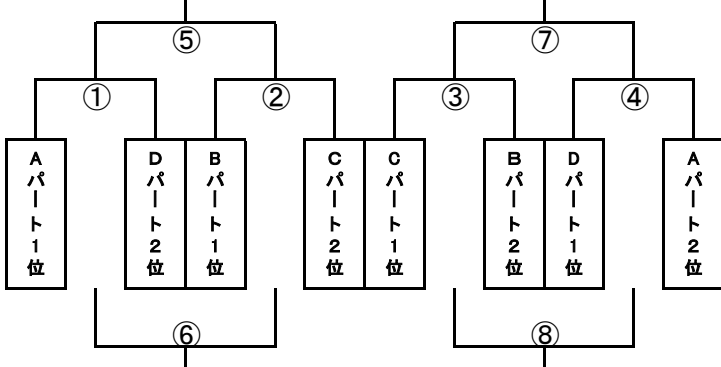 ⑤
⑦
①
②
③
④
Aパート1位
Dパート2位
Bパート1位
Cパート2位
Cパート1位
Bパート2位
Dパート1位
Aパート2位
⑥
⑧